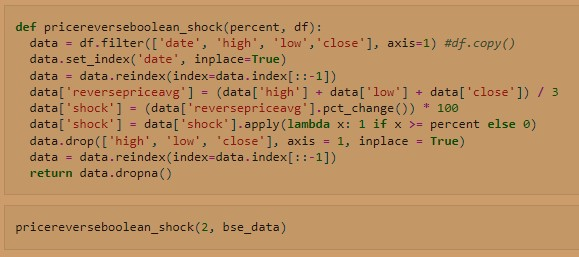 def pricereverseboolean_shock(percent, df):
  data = df.filter(['date', 'high', 'low','close'], axis=1) #df.copy()
  data.set_index('date', inplace=True)
  data = data.reindex(index=data.index[::-1])
  data['reversepriceavg'] = (data['high'] + data['low'] + data['close']) / 3
  data['shock'] = (data['reversepriceavg'].pct_change()) * 100
  data['shock'] = data['shock'].apply(lambda x: 1 if x >= percent else 0)
  data.drop(['high', 'low', 'close'], axis = 1, inplace = True)
  data = data.reindex(index=data.index[::-1])
  return data.dropna()
pricereverseboolean_shock(2, bse_data)